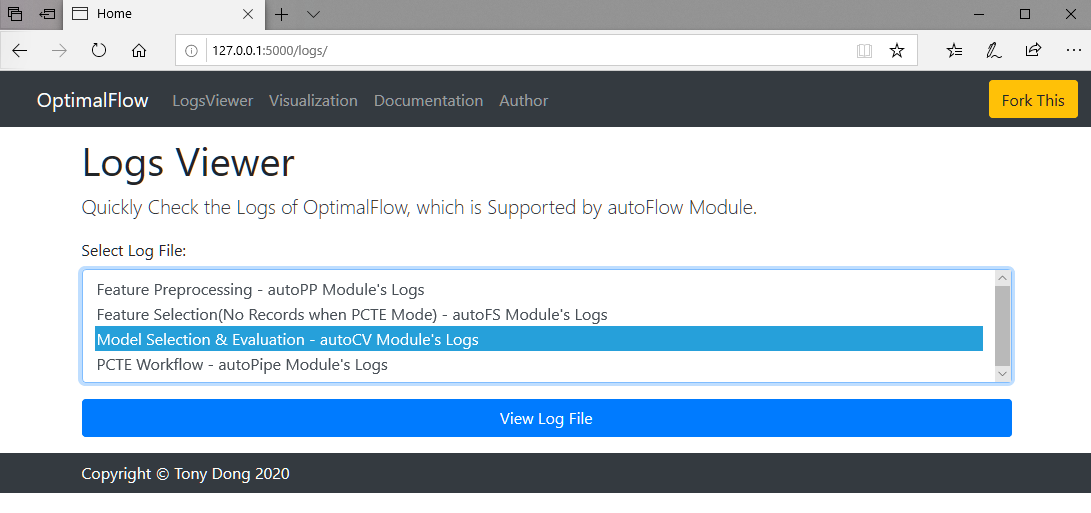 Home
127.0.0.1:5000/logs/
OptimalFlow LogsViewer Visualization Documentation Author Fork This
Logs Viewer
Quickly Check the Logs of OptimalFlow, which is Supported by autoFlow Module.
Select Log File:
Feature Preprocessing - autoPP Module's Logs
Feature Selection(No Records when PCTE Mode) - autoFS Module's Logs
Model Selection & Evaluation - autoCV Module's Logs
PCTE Workflow - autoPipe Module's Logs
View Log File
Copyright © Tony Dong 2020